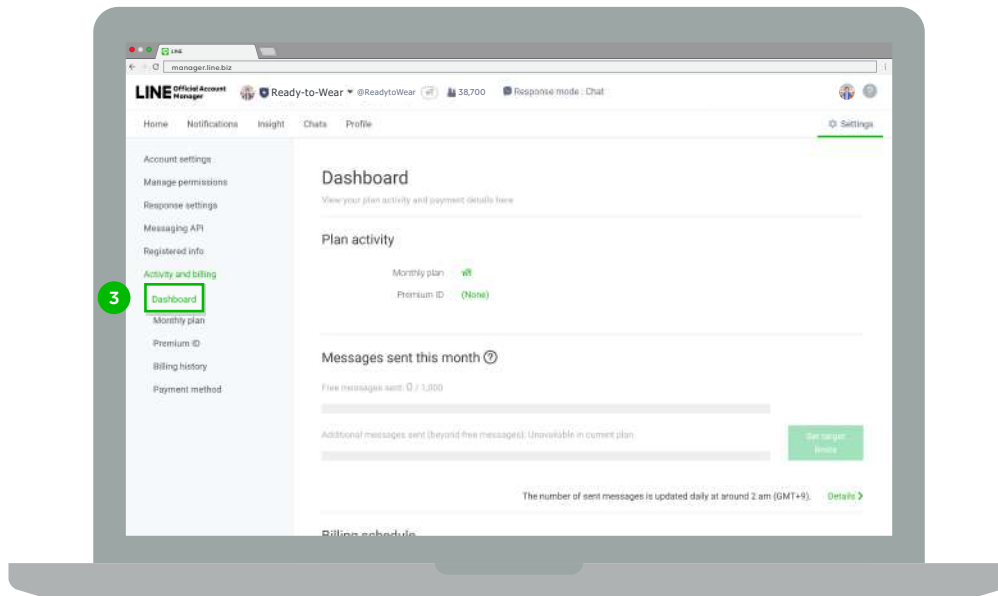 LINE
manager.line.biz
LINE Official Account Manager
Ready-to-Wear @ReadytoWear ฟรี 38,700 Response mode : Chat
Home Notifications Insight Chats Profile Settings
Account settings
Manage permissions
Response settings
Messaging API
Registered info
Activity and billing
3 Dashboard
Monthly plan
Premium ID
Billing history
Payment method
Dashboard
View your plan activity and payment details here
Plan activity
Monthly plan ฟรี
Premium ID (None)
Messages sent this month
Free messages sent: 0 / 1,000
Additional messages sent (beyond free messages): Unavailable in current plan
Set target
limits
The number of sent messages is updated daily at around 2 am (GMT+9). Details
Billing schedule